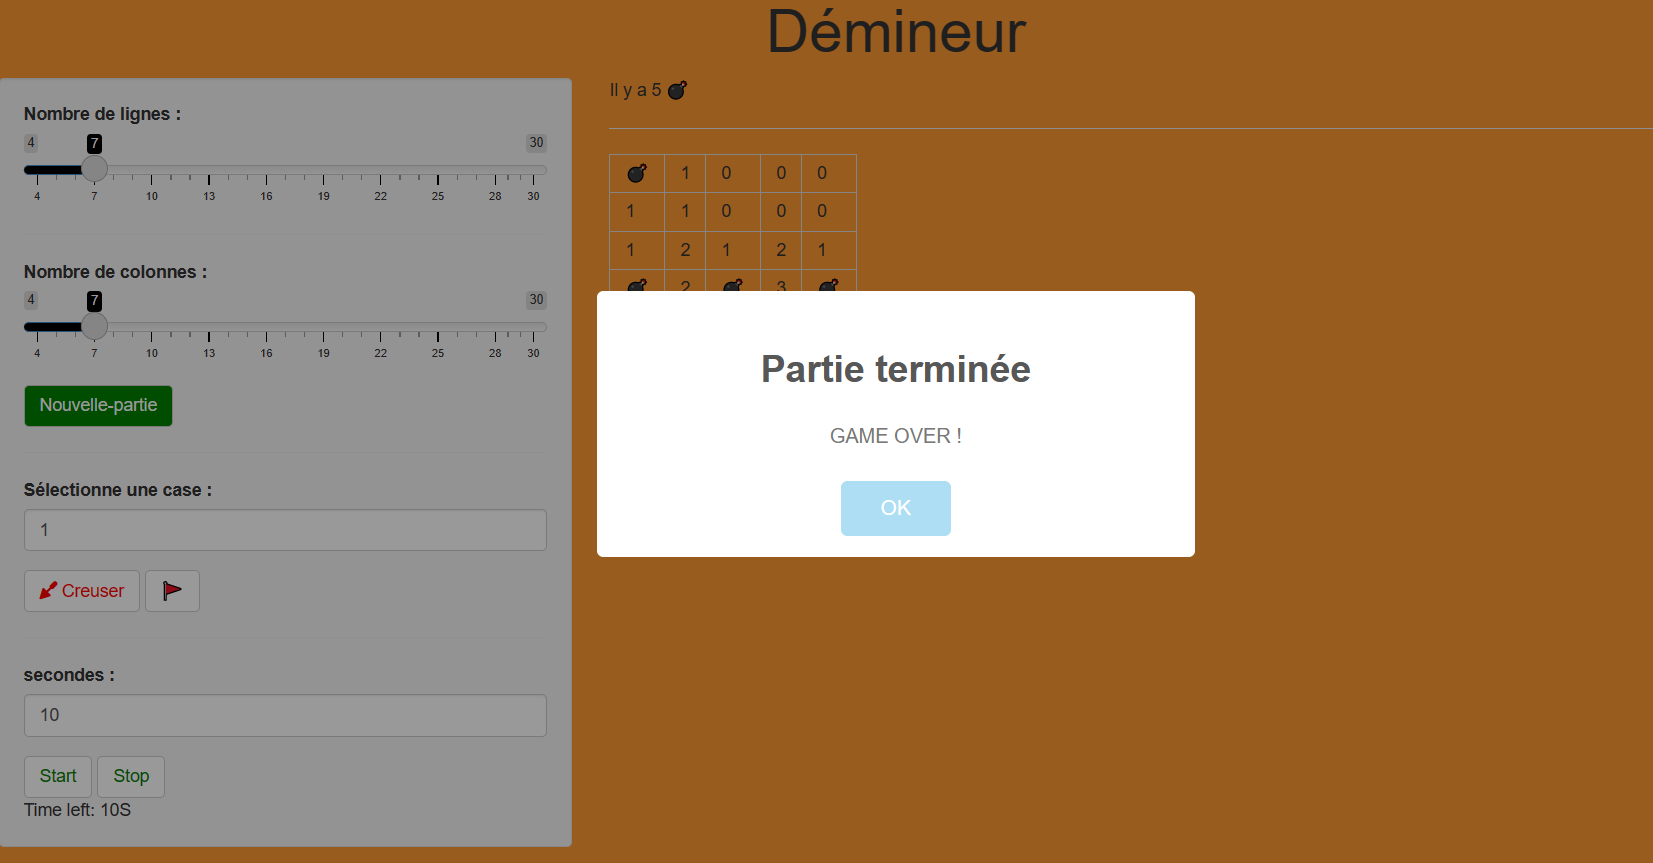 Démineur
Nombre de lignes :
4 7 30
4 7 10 13 16 19 22 25 28 30
Nombre de colonnes :
4 7 30
4 7 10 13 16 19 22 25 28 30
Nouvelle-partie
Sélectionne une case :
1
Creuser
secondes :
10
Start Stop
Time left: 10S
Il y a 5
1 0 0 0
1 1 0 0 0
1 2 1 2 1
2 3
Partie terminée
GAME OVER !
OK